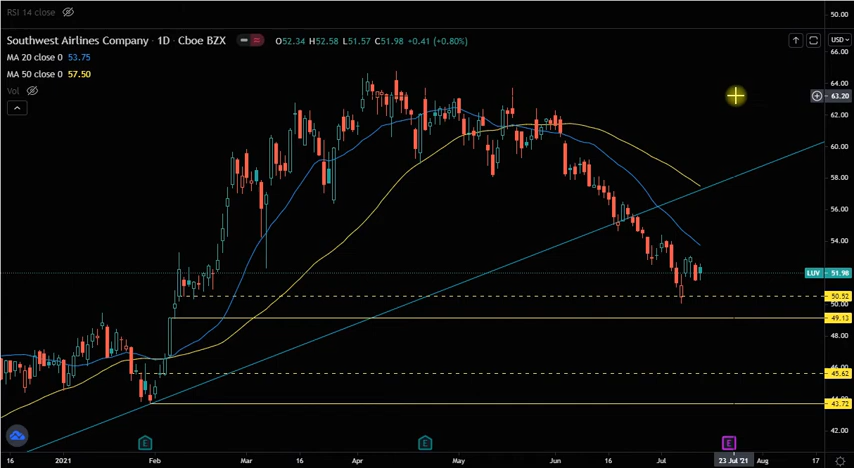 RSI 14 close
Southwest Airlines Company · 1D · Cboe BZX O52.34 H52.58 L51.57 C51.98 +0.41 (+0.80%)
MA 20 close 0 53.75
MA 50 close 0 57.50
Vol
50.00
USD
66.00
64.00
63.20
62.00
60.00
58.00
56.00
54.00
LUV 51.98
50.52
50.00
49.13
48.00
45.62
43.72
42.00
E E E
16 2021 Feb Mar 16 Apr May Jun 16 Jul 23 Jul '21 Aug 17